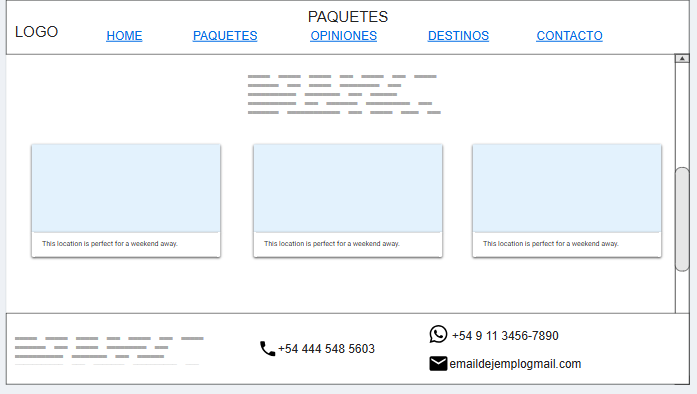 PAQUETES
LOGO
HOME PAQUETES OPINIONES DESTINOS CONTACTO
This location is perfect for a weekend away.
This location is perfect for a weekend away.
This location is perfect for a weekend away.
+54 444 548 5603
+54 9 11 3456-7890
emaildejemplogmail.com